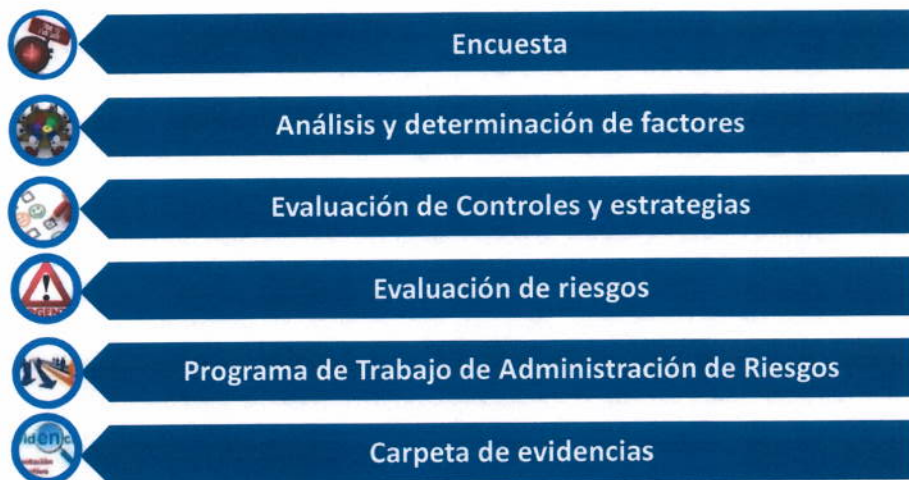 Encuesta
Análisis y determinación de factores
Evaluación de Controles y estrategias
Evaluación de riesgos
Programa de Trabajo de Administración de Riesgos
Carpeta de evidencias